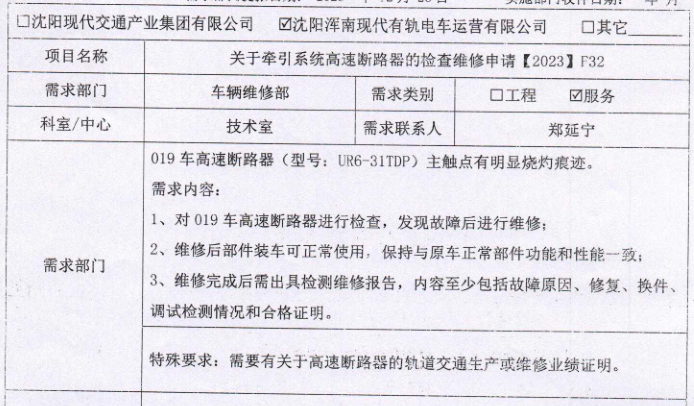 ☐沈阳现代交通产业集团有限公司 ☑沈阳浑南现代有轨电车运营有限公司 ☐其它
项目名称 关于牵引系统高速断路器的检查维修申请【2023】F32
需求部门 车辆维修部 需求类别 ☐工程 ☑服务
科室/中心 技术室 需求联系人 郑延宁
019车高速断路器（型号：UR6-31TDP）主触点有明显烧灼痕迹。
需求内容：
1、对019车高速断路器进行检查，发现故障后进行维修；
2、维修后部件装车可正常使用，保持与原车正常部件功能和性能一致；
需求部门
3、维修完成后需出具检测维修报告，内容至少包括故障原因、修复、换件、
调试检测情况和合格证明。
特殊要求：需要有关于高速断路器的轨道交通生产或维修业绩证明。